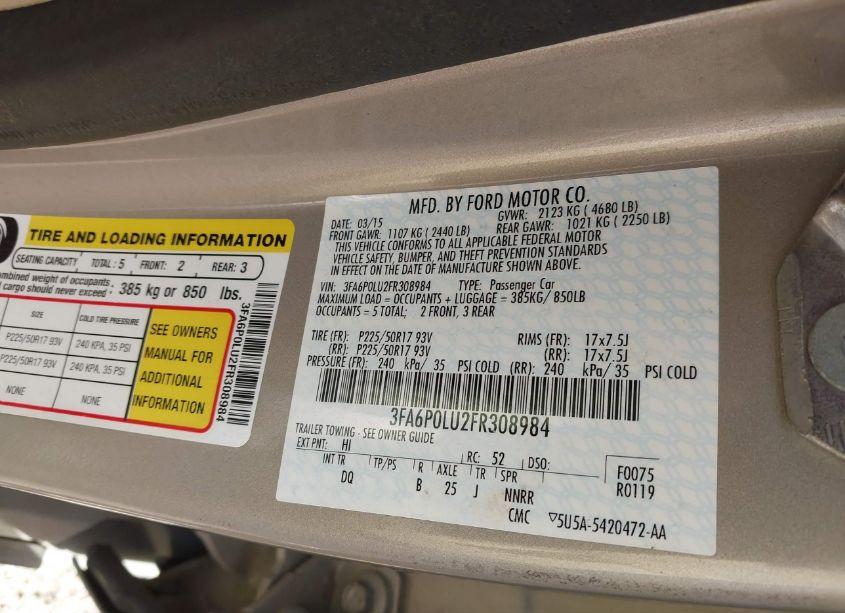 TIRE AND LOADING INFORMATION
SEATING CAPACITY TOTAL : 5 FRONT: 2 REAR: 3
mbined weight of occupants
cargo should never exceed : 385 kg or 850 lbs.
SIZE COLD TIRE PRESSURE
P225/50R17 93V 240 KPA, 35 PSI
P225/50R17 93V 240 KPA, 35 PSI
NONE NONE
SEE OWNERS
MANUAL FOR
ADDITIONAL
INFORMATION
3FA6P0LU2FR308984
MFD. BY FORD MOTOR CO.
DATE: 03/15 GVWR: 2123 KG ( 4680 LB)
FRONT GAWR: 1107 KG ( 2440 LB) REAR GAWR: 1021 KG ( 2250 LB)
THIS VEHICLE CONFORMS TO ALL APPLICABLE FEDERAL MOTOR
VEHICLE SAFETY, BUMPER, AND THEFT PREVENTION STANDARDS
IN EFFECT ON THE DATE OF MANUFACTURE SHOWN ABOVE.
VIN: 3FA6P0LU2FR308984 TYPE: Passenger Car
MAXIMUM LOAD = OCCUPANTS + LUGGAGE = 385KG/ 850LB
OCCUPANTS = 5 TOTAL; 2 FRONT, 3 REAR
TIRE (FR): P225/50R17 93V RIMS (FR): 17x7.5J
(RR): P225/50R17 93V (RR): 17x7.5J
PRESSURE (FR): 240 kPa/ 35 PSI COLD (RR): 240 kPa/ 35 PSI COLD
3FA6P0LU2FR308984
TRAILER TOWING - SEE OWNER GUIDE
EXT PNT: HI RC: 52 DSO: F0075
INT TR TP/PS R AXLE TR SPR R0119
DQ B 25 J NNRR
CMC ▽5U5A-5420472-AA